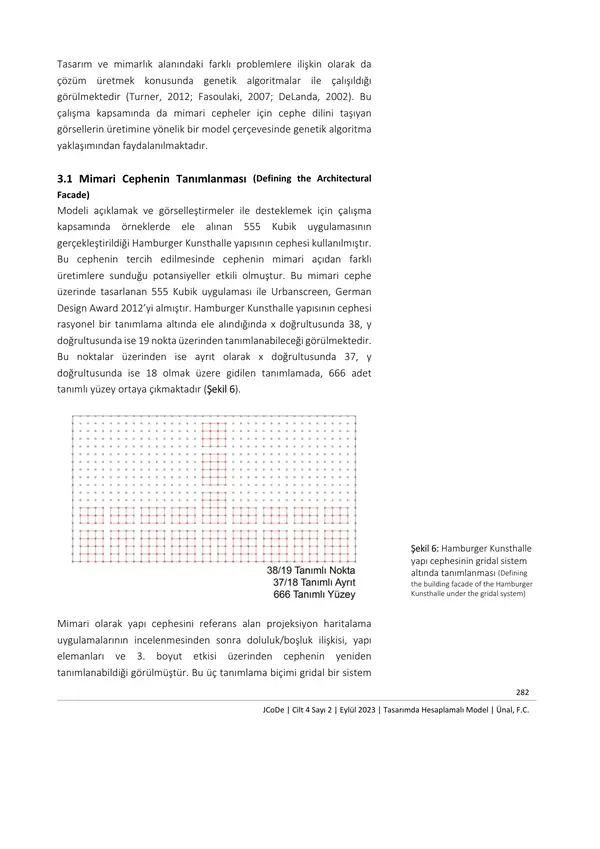 Tasarım ve mimarlık alanındaki farklı problemlere ilişkin olarak da
çözüm üretmek konusunda genetik algoritmalar ile çalışıldığı
görülmektedir (Turner, 2012; Fasoulaki, 2007; DeLanda, 2002). Bu
çalışma kapsamında da mimari cepheler için cephe dilini taşıyan
görsellerin üretimine yönelik bir model çerçevesinde genetik algoritma
yaklaşımından faydalanılmaktadır.
3.1 Mimari Cephenin Tanımlanması (Defining the Architectural
Facade)
Modeli açıklamak ve görselleştirmeler ile desteklemek için çalışma
kapsamında örneklerde ele alınan 555 Kubik uygulamasının
gerçekleştirildiği Hamburger Kunsthalle yapısının cephesi kullanılmıştır.
Bu cephenin tercih edilmesinde cephenin mimari açıdan farklı
üretimlere sunduğu potansiyeller etkili olmuştur. Bu mimari cephe
üzerinde tasarlanan 555 Kubik uygulaması ile Urbanscreen, German
Design Award 2012'yi almıştır. Hamburger Kunsthalle yapısının cephesi
rasyonel bir tanımlama altında ele alındığında x doğrultusunda 38, y
doğrultusunda ise 19 nokta üzerinden tanımlanabileceği görülmektedir.
Bu noktalar üzerinden ise ayrıt olarak x doğrultusunda 37, y
doğrultusunda ise 18 olmak üzere gidilen tanımlamada, 666 adet
tanımlı yüzey ortaya çıkmaktadır (Şekil 6).
38/19 Tanımlı Nokta
37/18 Tanımlı Ayrıt
666 Tanımlı Yüzey
Şekil 6: Hamburger Kunsthalle
yapı cephesinin gridal sistem
altında tanımlanması (Defining
the building facade of the Hamburger
Kunsthalle under the gridal system)
Mimari olarak yapı cephesini referans alan projeksiyon haritalama
uygulamalarının incelenmesinden sonra doluluk/boşluk ilişkisi, yapı
elemanları ve 3. boyut etkisi üzerinden cephenin yeniden
tanımlanabildiği görülmüştür. Bu üç tanımlama biçimi gridal bir sistem
282
JCoDe | Cilt 4 Sayı 2 | Eylül 2023 | Tasarımda Hesaplamalı Model | Ünal, F.C.